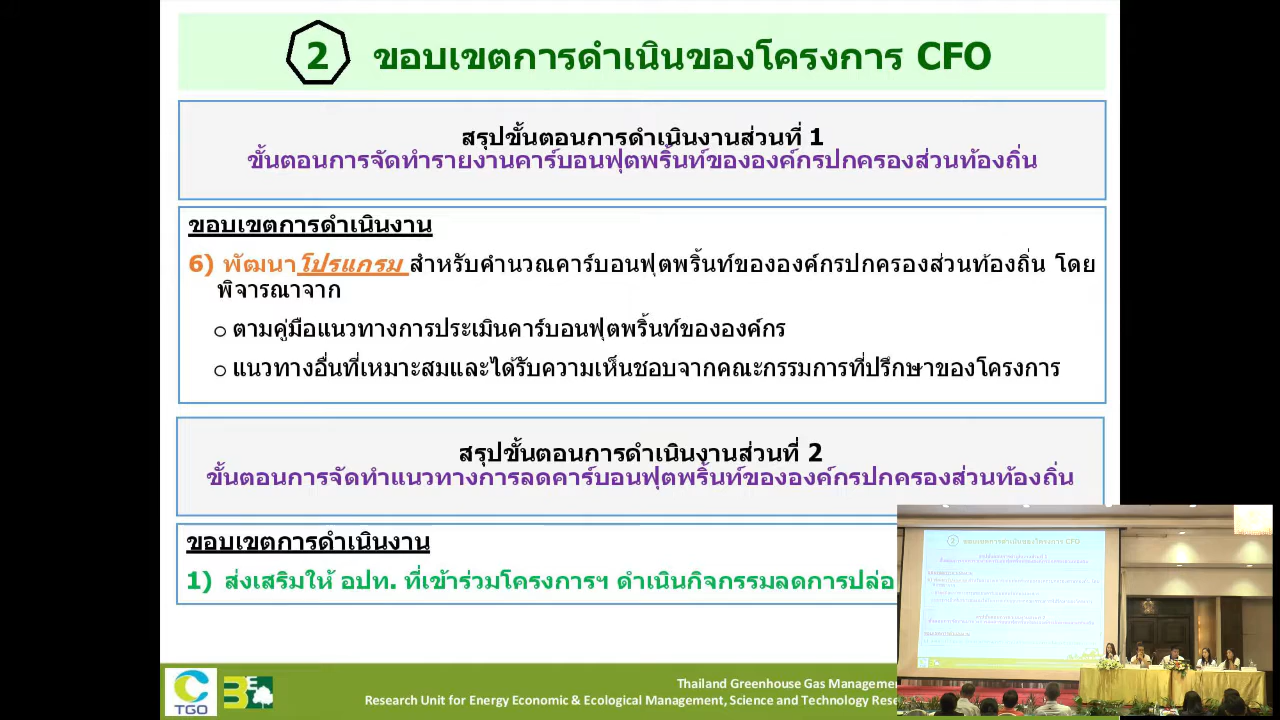 2 ขอบเขตการดำเนินของโครงการ CFO
สรุปขั้นตอนการดำเนินงานส่วนที่ 1
ขั้นตอนการจัดทำรายงานคาร์บอนฟุตพริ้นท์ขององค์กรปกครองส่วนท้องถิ่น
ขอบเขตการดำเนินงาน
6) พัฒนาโปรแกรม สำหรับคำนวณคาร์บอนฟุตพริ้นท์ขององค์กรปกครองส่วนท้องถิ่น โดย
พิจารณาจาก
o ตามคู่มือแนวทางการประเมินคาร์บอนฟุตพริ้นท์ขององค์กร
o แนวทางอื่นที่เหมาะสมและได้รับความเห็นชอบจากคณะกรรมการที่ปรึกษาของโครงการ
สรุปขั้นตอนการดำเนินงานส่วนที่ 2
ขั้นตอนการจัดทำแนวทางการลดคาร์บอนฟุตพริ้นท์ขององค์กรปกครองส่วนท้องถิ่น
ขอบเขตการดำเนินงาน
1) ส่งเสริมให้ อปท. ที่เข้าร่วมโครงการฯ ดำเนินกิจกรรมลดการปล่อ
Thailand Greenhouse Gas Management
Research Unit for Energy Economic & Ecological Management, Science and Technology Rese
TGO